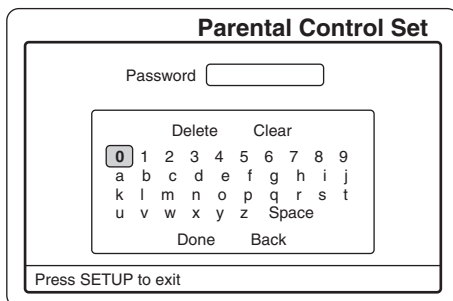 Parental Control Set
Password
Delete Clear
0 1 2 3 4 5 6 7 8 9
a b c d e f g h i j
k l m n o p q r s t
u v w x y z Space
Done Back
Press SETUP to exit